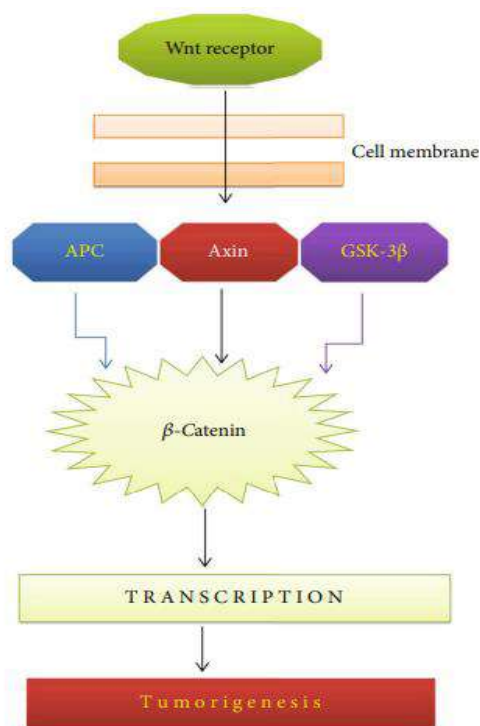 Wnt receptor
Cell membrane
APC
Axin
GSK-3β
β-Catenin
TRANSCRIPTION
Tumorigenesis